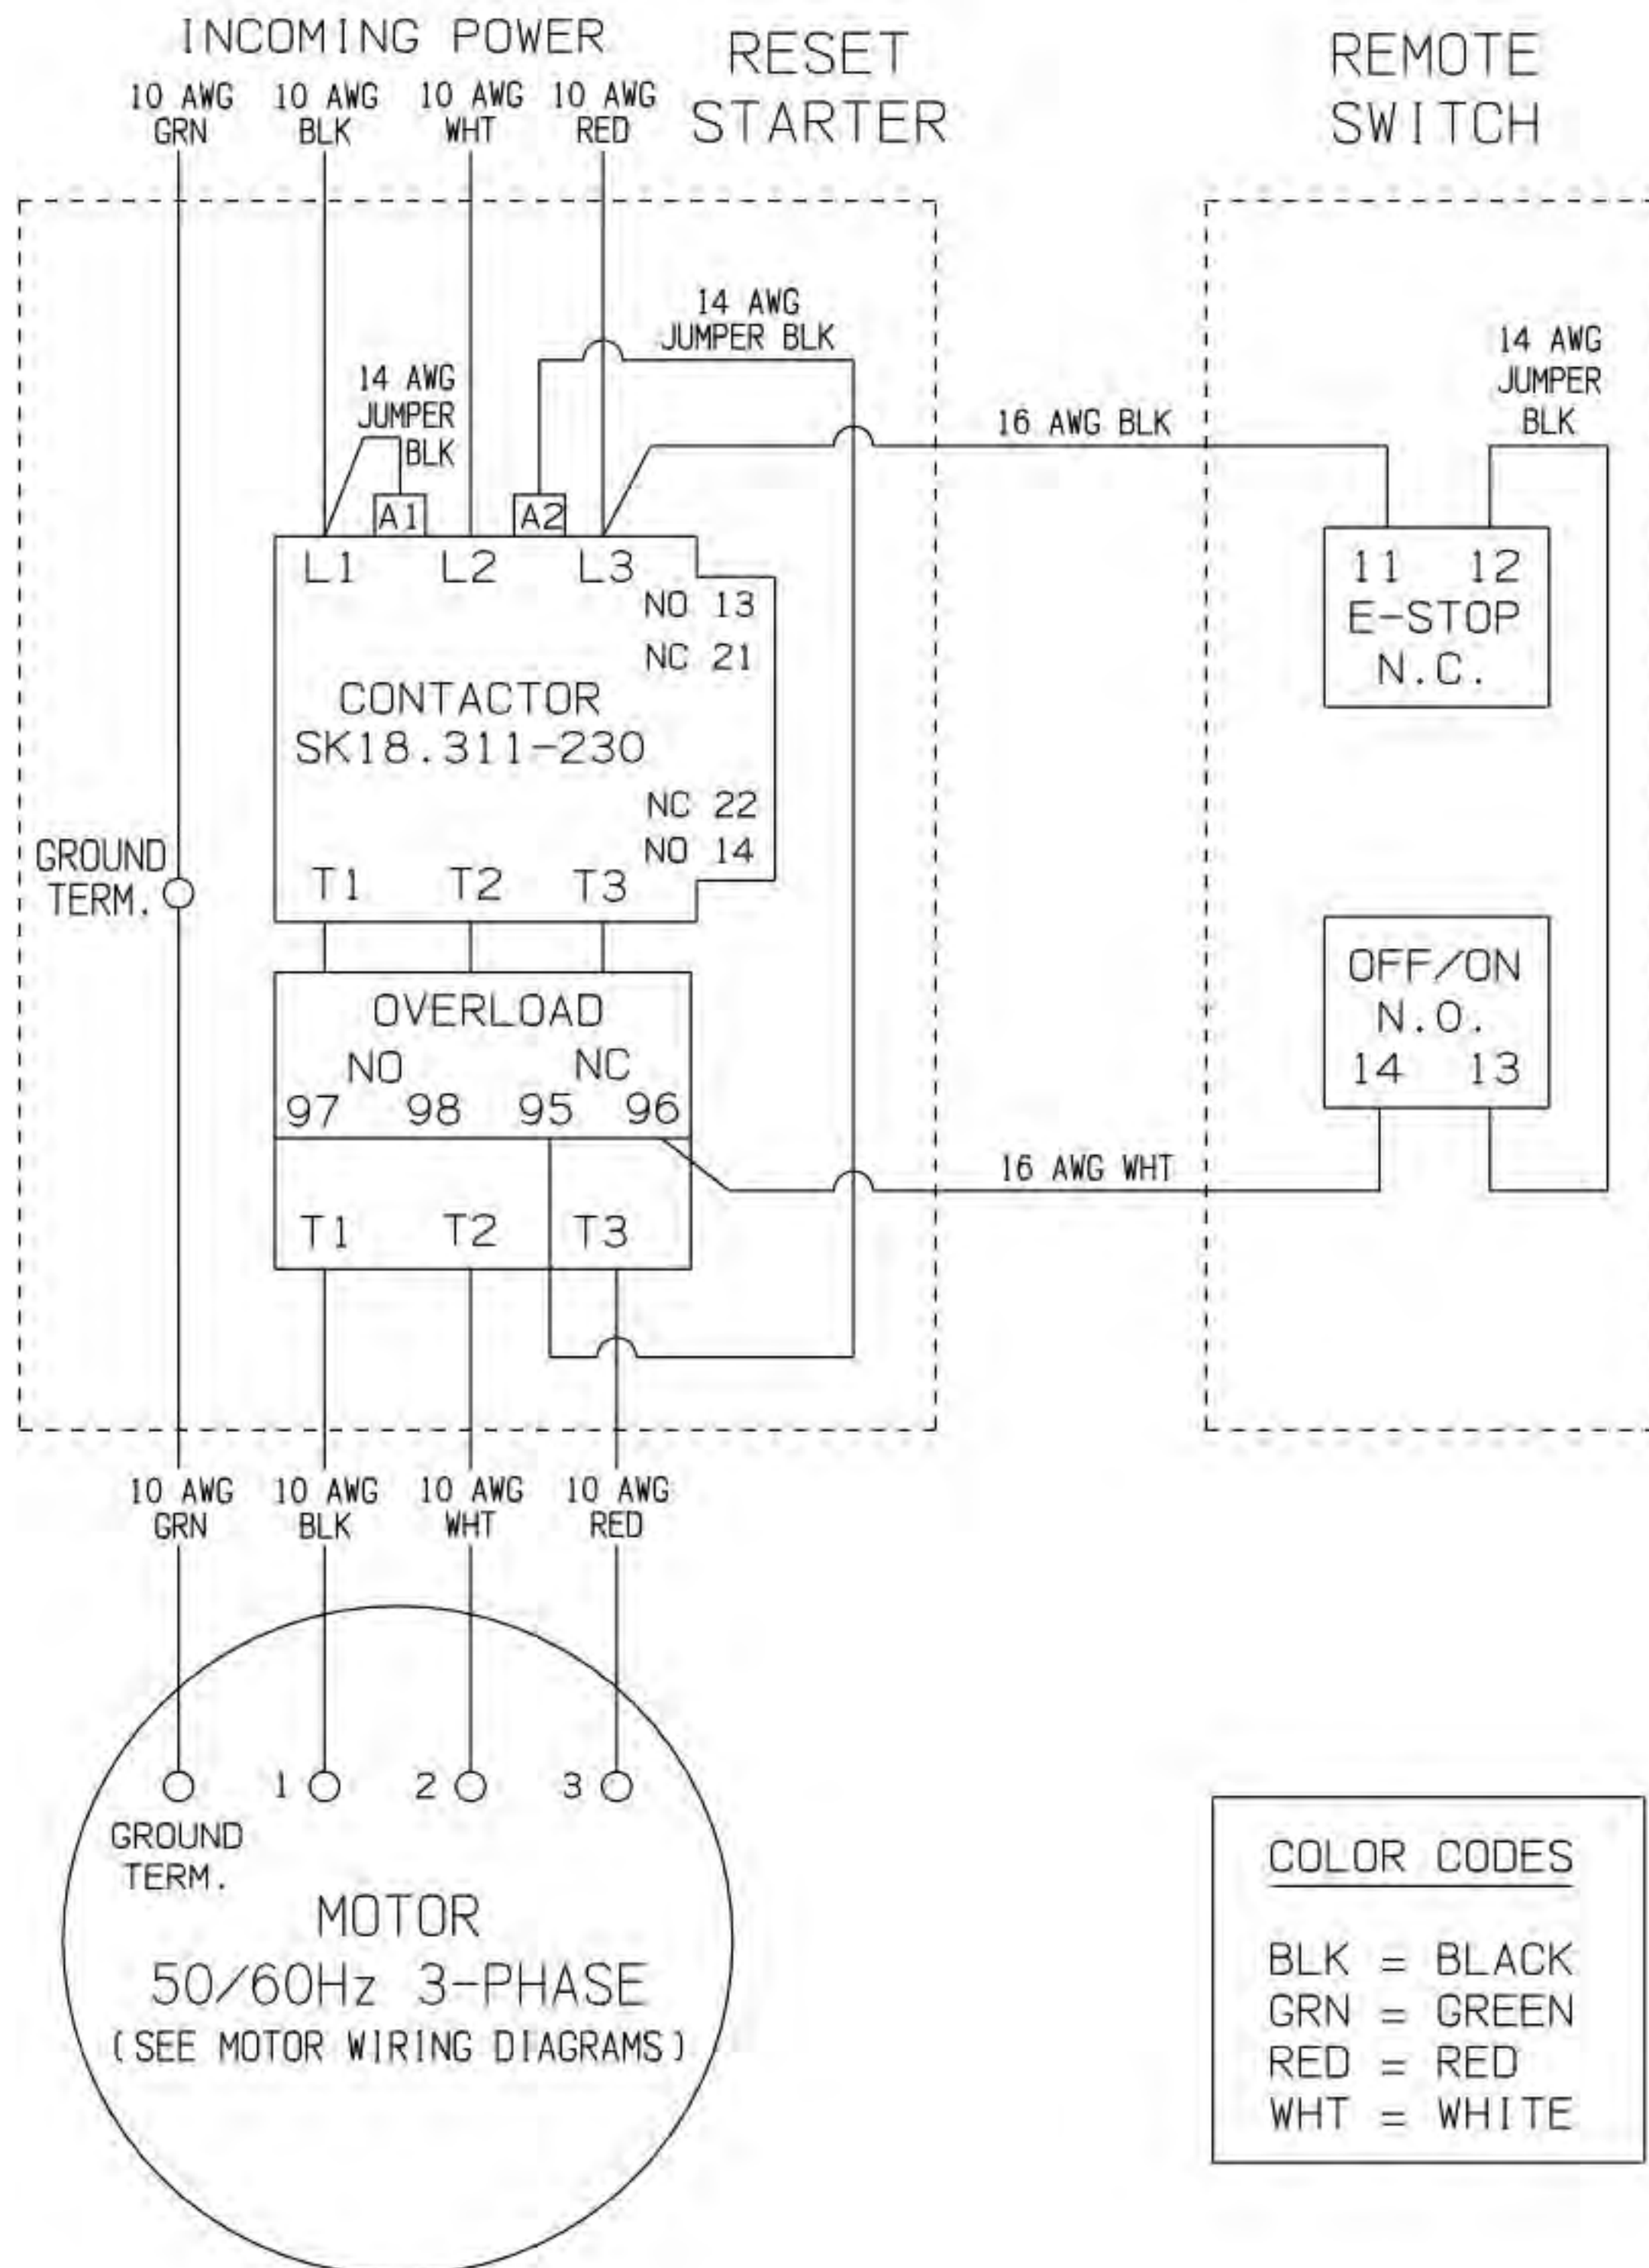 INCOMING POWER
RESET
STARTER
REMOTE
SWITCH
10 AWG
GRN
10 AWG
BLK
10 AWG
WHT
10 AWG
RED
14 AWG
JUMPER BLK
14 AWG
JUMPER
BLK
14 AWG
JUMPER
BLK
16 AWG BLK
A1
A2
L1 L2 L3
NO 13
NC 21
CONTACTOR
SK18.311-230
NC 22
NO 14
T1 T2 T3
11 12
E-STOP
N.C.
GROUND
TERM.
OVERLOAD
NO NC
97 98 95 96
T1 T2 T3
OFF/ON
N.O.
14 13
16 AWG WHT
10 AWG
GRN
10 AWG
BLK
10 AWG
WHT
10 AWG
RED
1 2 3
GROUND
TERM.
MOTOR
50/60Hz 3-PHASE
(SEE MOTOR WIRING DIAGRAMS)
COLOR CODES
BLK = BLACK
GRN = GREEN
RED = RED
WHT = WHITE